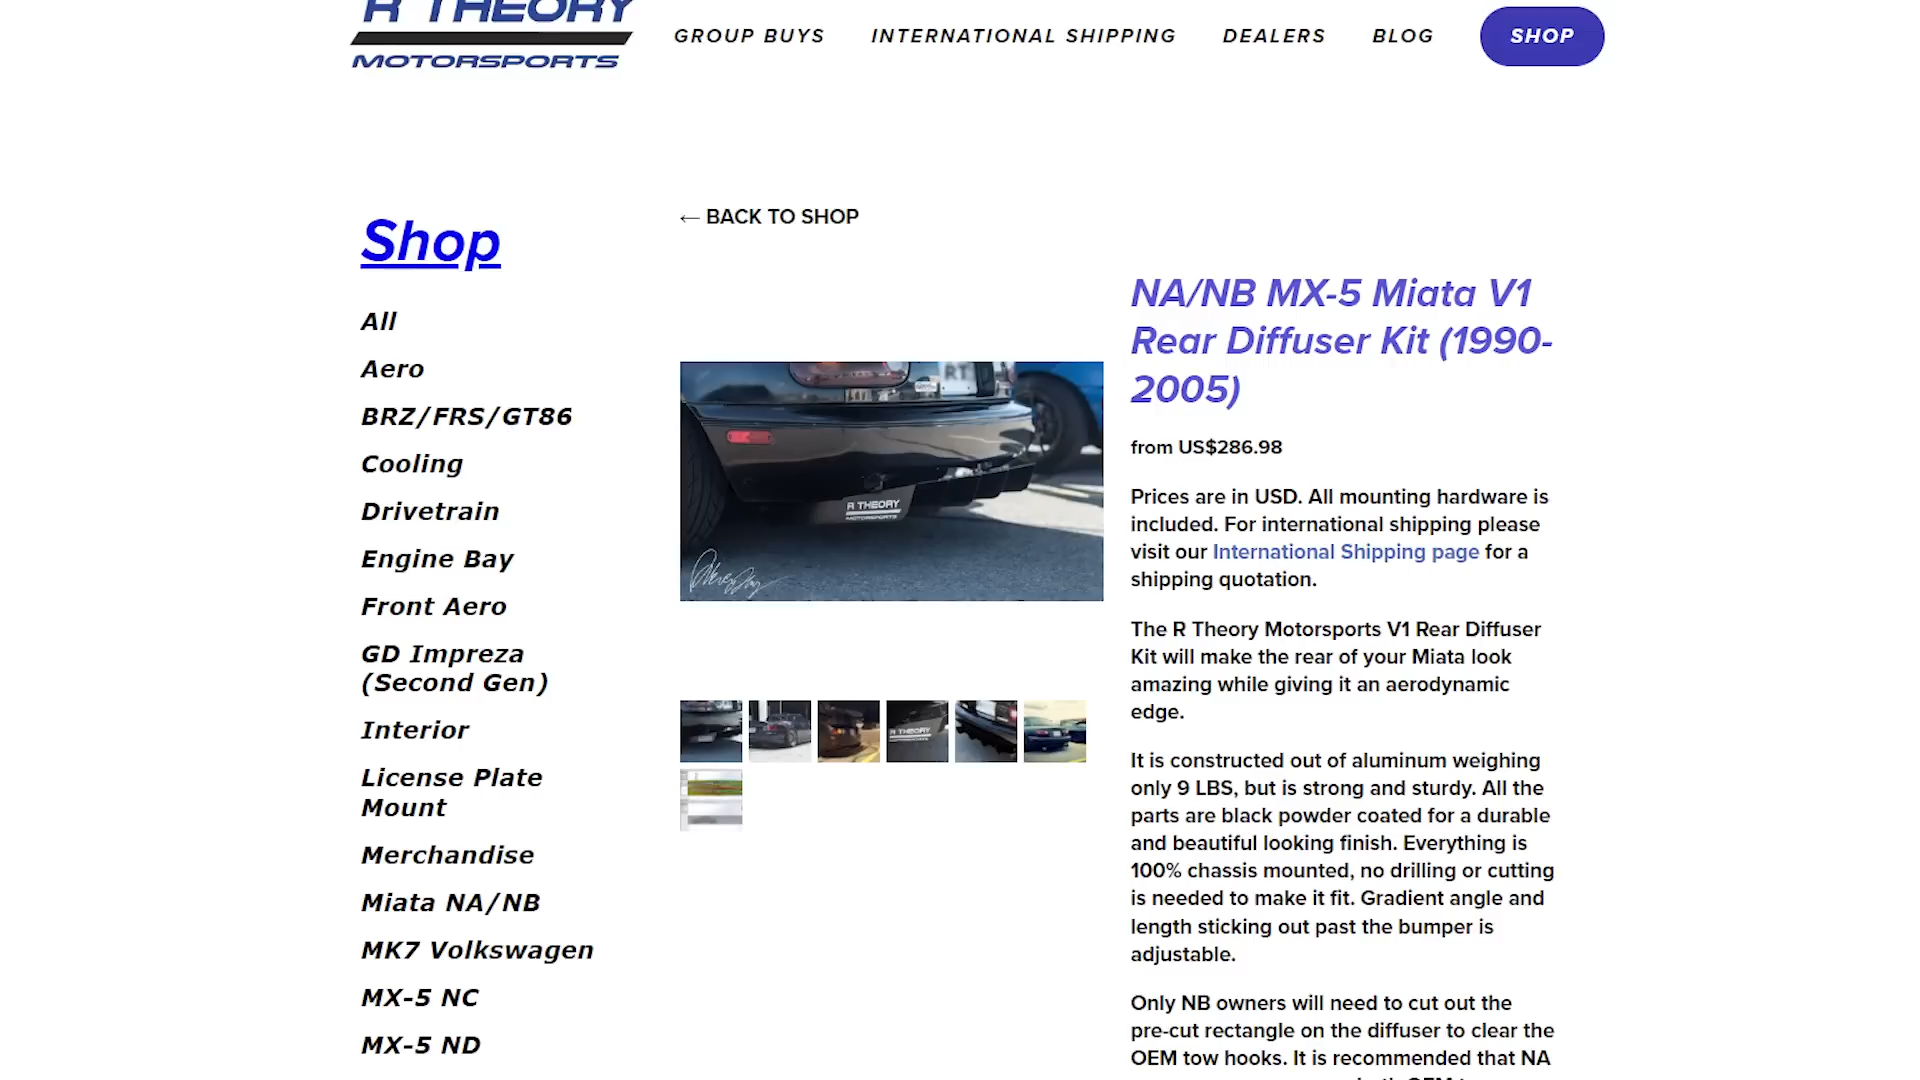 R THEORY
MOTORSPORTS
GROUP BUYS
INTERNATIONAL SHIPPING
DEALERS
BLOG
SHOP
Shop
All
Aero
BRZ/FRS/GT86
Cooling
Drivetrain
Engine Bay
Front Aero
GD Impreza
(Second Gen)
Interior
License Plate
Mount
Merchandise
Miata NA/NB
MK7 Volkswagen
MX-5 NC
MX-5 ND
← BACK TO SHOP
RT
R THEORY
MOTORSPORTS
R THEORY
NA/NB MX-5 Miata V1
Rear Diffuser Kit (1990-
2005)
from US$286.98
Prices are in USD. All mounting hardware is
included. For international shipping please
visit our International Shipping page for a
shipping quotation.
The R Theory Motorsports V1 Rear Diffuser
Kit will make the rear of your Miata look
amazing while giving it an aerodynamic
edge.
It is constructed out of aluminum weighing
only 9 LBS, but is strong and sturdy. All the
parts are black powder coated for a durable
and beautiful looking finish. Everything is
100% chassis mounted, no drilling or cutting
is needed to make it fit. Gradient angle and
length sticking out past the bumper is
adjustable.
Only NB owners will need to cut out the
pre-cut rectangle on the diffuser to clear the
OEM tow hooks. It is recommended that NA